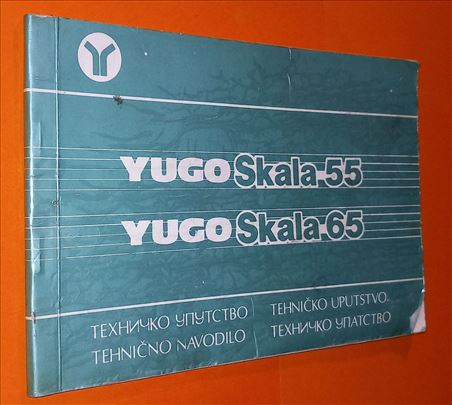 YUGO Skala-55
YUGO Skala-65
ТЕХНИЧКО УПУТСТВО
TEHNIČNO NAVODILO
TEHNIČKO UPUTSTVO
ТЕХНИЧКО УПАТСТВО